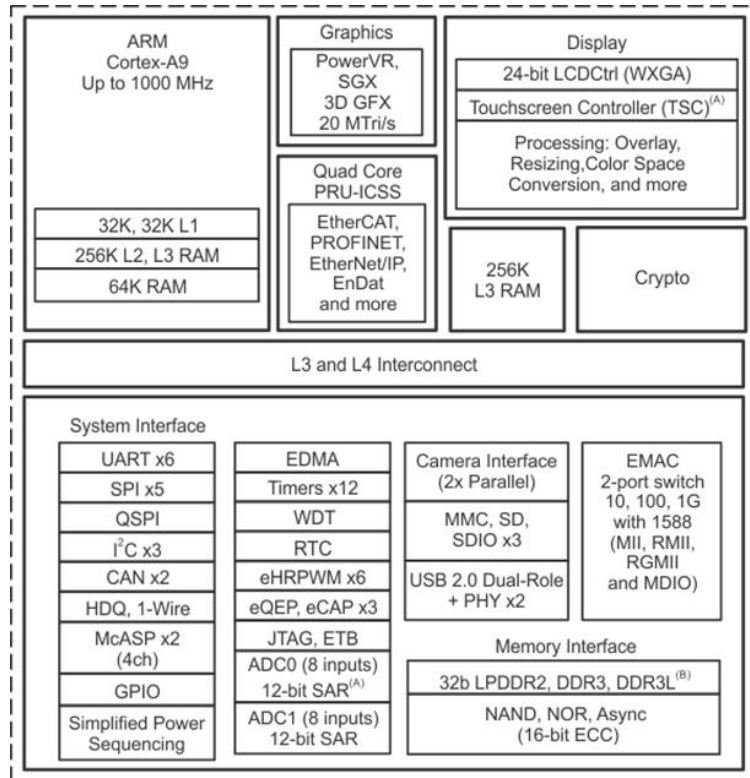 ARM
Cortex-A9
Up to 1000 MHz
32K, 32K L1
256K L2, L3 RAM
64K RAM
Graphics
PowerVR,
SGX
3D GFX
20 MTri/s
Quad Core
PRU-ICSS
EtherCAT,
PROFINET,
EtherNet/IP,
EnDat
and more
Display
24-bit LCDCtrl (WXGA)
Touchscreen Controller (TSC)(A)
Processing: Overlay,
Resizing,Color Space
Conversion, and more
256K
L3 RAM
Crypto
L3 and L4 Interconnect
System Interface
UART x6
SPI x5
QSPI
I²C x3
CAN x2
HDQ, 1-Wire
McASP x2
(4ch)
GPIO
Simplified Power
Sequencing
EDMA
Timers x12
WDT
RTC
eHRPWM x6
eQEP, eCAP x3
JTAG, ETB
ADC0 (8 inputs)
12-bit SAR(A)
ADC1 (8 inputs)
12-bit SAR
Camera Interface
(2x Parallel)
MMC, SD,
SDIO x3
USB 2.0 Dual-Role
+ PHY x2
EMAC
2-port switch
10, 100, 1G
with 1588
(MII, RMII,
RGMII
and MDIO)
Memory Interface
32b LPDDR2, DDR3, DDR3L(B)
NAND, NOR, Async
(16-bit ECC)